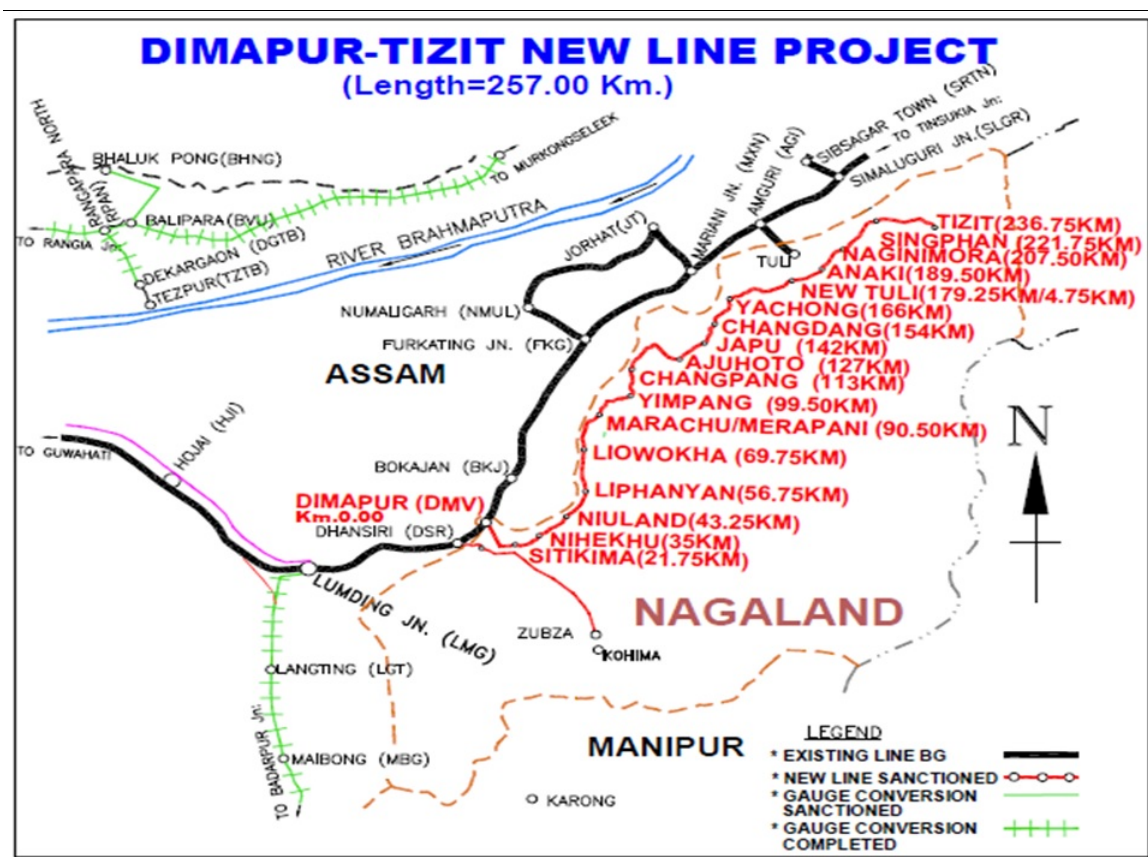 DIMAPUR-TIZIT NEW LINE PROJECT
(Length=257.00 Km.)
BHALUK PONG(BHNG)
RANGAPARA NORTH
(RPAN)
BALIPARA(BVU)
TO RANGIA Jn:
DEKARGAON (DGTB)
TEZPUR(TZTB)
TO MURKONGSELEEK
RIVER BRAHMAPUTRA
JORHAT(JT)
MARIANI JN. (MXN)
AMGURI (AGI)
SIBSAGAR TOWN (SRTN)
TO TINSUKIA Jn:
SIMALUGURI JN.(SLGR)
TULI
NUMALIGARH (NMUL)
FURKATING JN. (FKG)
ASSAM
TIZIT(236.75KM)
SINGPHAN (221.75KM)
NAGINIMORA(207.50KM)
ANAKI(189.50KM)
NEW TULI(179.25KM/4.75KM)
YACHONG(166KM)
CHANGDANG(154KM)
JAPU (142KM)
AJUHOTO (127KM)
CHANGPANG (113KM)
YIMPANG (99.50KM)
MARACHU/MERAPANI (90.50KM)
LIOWOKHA (69.75KM)
LIPHANYAN(56.75KM)
NIULAND(43.25KM)
NIHEKHU(35KM)
SITIKIMA(21.75KM)
N
TO GUWAHATI
HOJAI (HJI)
BOKAJAN (BKJ)
DIMAPUR (DMV)
Km.0.00
DHANSIRI (DSR)
LUMDING JN. (LMG)
NAGALAND
ZUBZA
KOHIMA
LANGTING (LGT)
MAIBONG (MBG)
TO BADARPUR Jn:
MANIPUR
KARONG
LEGEND
* EXISTING LINE BG
* NEW LINE SANCTIONED
* GAUGE CONVERSION
SANCTIONED
* GAUGE CONVERSION
COMPLETED